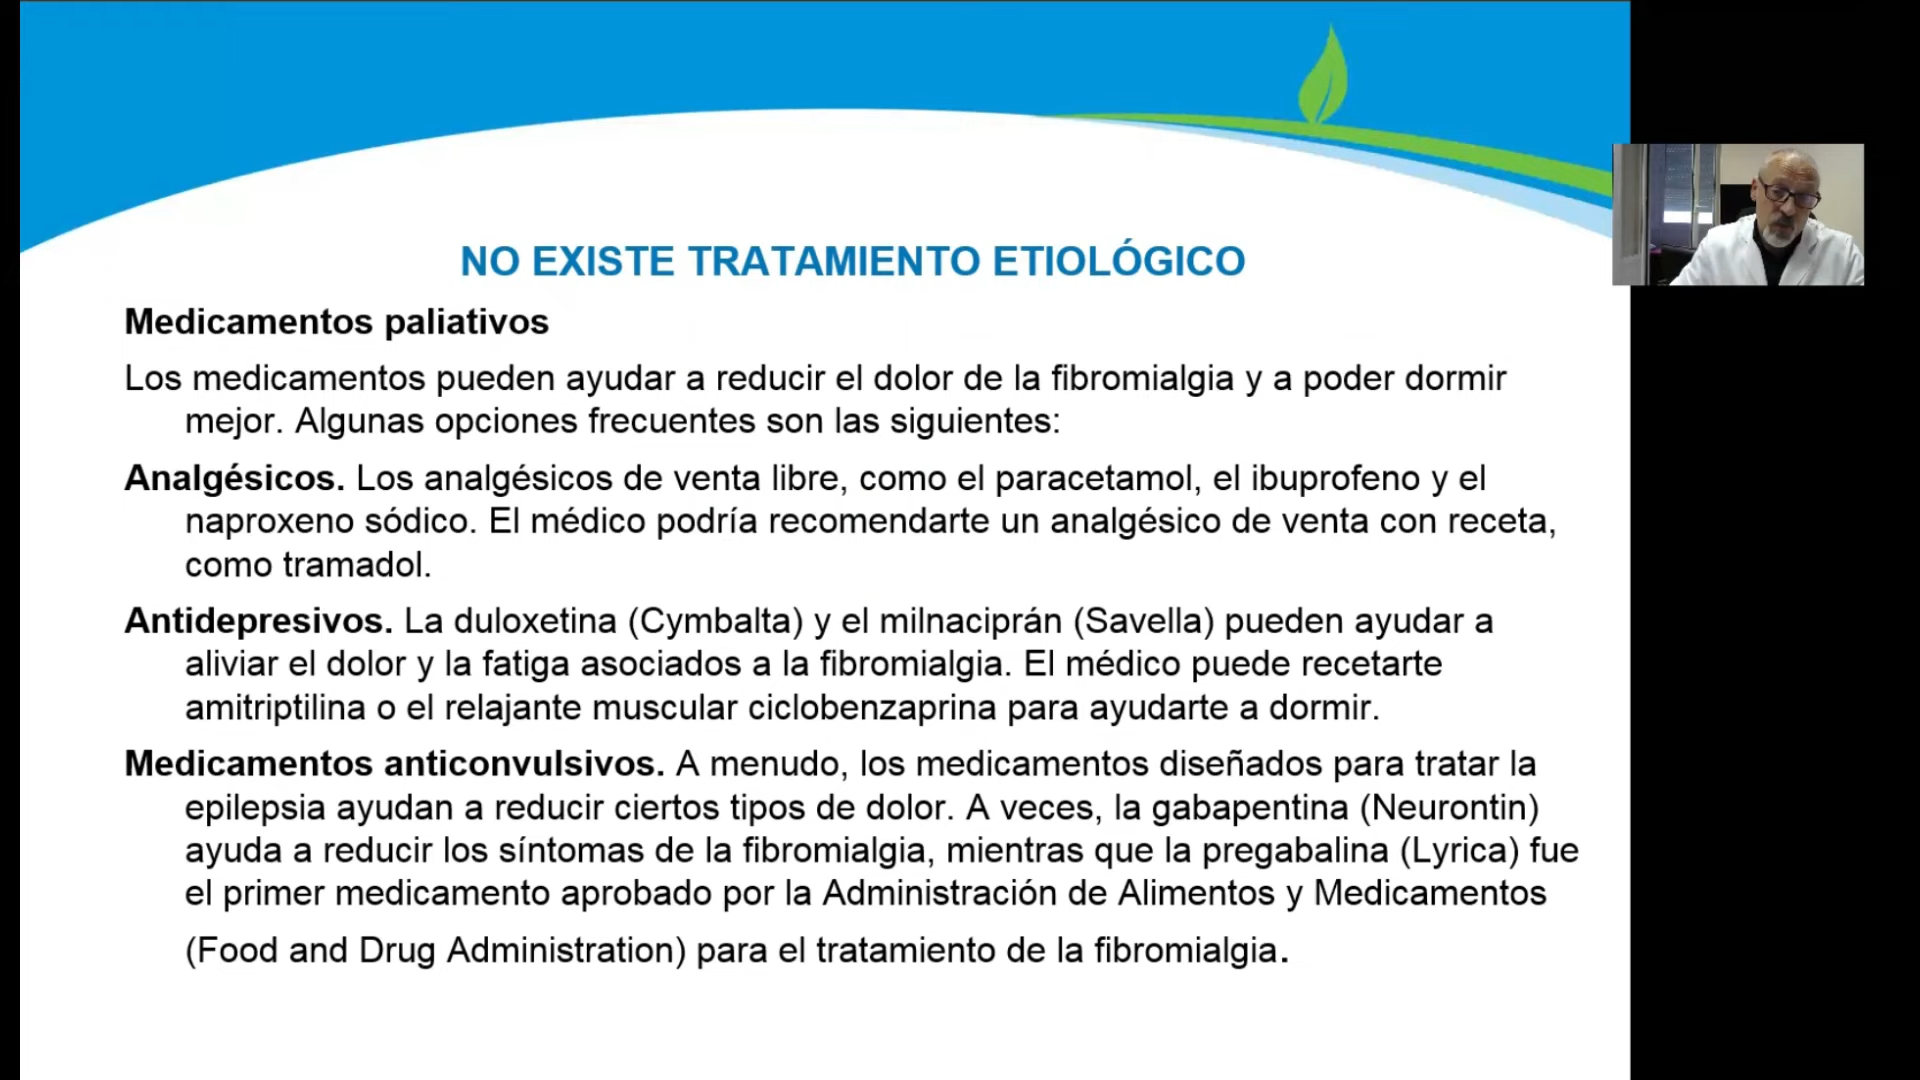 NO EXISTE TRATAMIENTO ETIOLÓGICO
Medicamentos paliativos
Los medicamentos pueden ayudar a reducir el dolor de la fibromialgia y a poder dormir
mejor. Algunas opciones frecuentes son las siguientes:
Analgésicos. Los analgésicos de venta libre, como el paracetamol, el ibuprofeno y el
naproxeno sódico. El médico podría recomendarte un analgésico de venta con receta,
como tramadol.
Antidepresivos. La duloxetina (Cymbalta) y el milnaciprán (Savella) pueden ayudar a
aliviar el dolor y la fatiga asociados a la fibromialgia. El médico puede recetarte
amitriptilina o el relajante muscular ciclobenzaprina para ayudarte a dormir.
Medicamentos anticonvulsivos. A menudo, los medicamentos diseñados para tratar la
epilepsia ayudan a reducir ciertos tipos de dolor. A veces, la gabapentina (Neurontin)
ayuda a reducir los síntomas de la fibromialgia, mientras que la pregabalina (Lyrica) fue
el primer medicamento aprobado por la Administración de Alimentos y Medicamentos
(Food and Drug Administration) para el tratamiento de la fibromialgia.